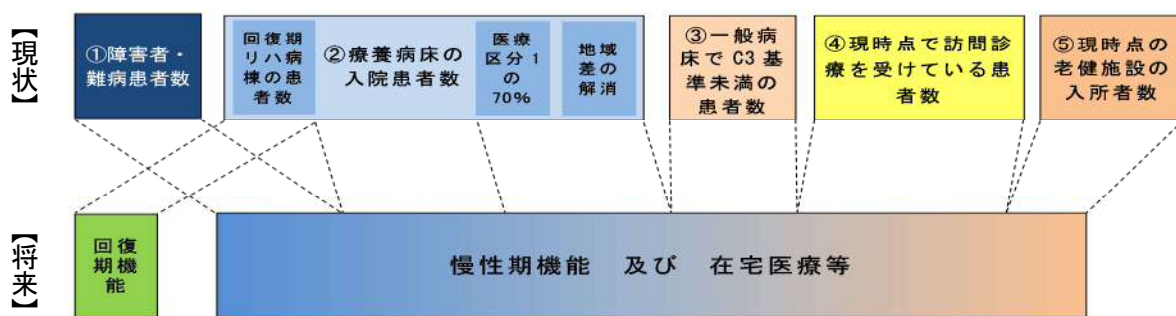 【現状】
①障害者・
難病患者数
回復期
リハ病
棟の患
者数
②療養病床の
入院患者数
医療
区分1
の
70%
地域
差の
解消
③一般病
床で C3 基
準未満の
患者数
④現時点で訪問診
療を受けている患
者数
⑤現時点の
老健施設の
入所者数
【将来】
回復
期機
能
慢性期機能 及び 在宅医療等